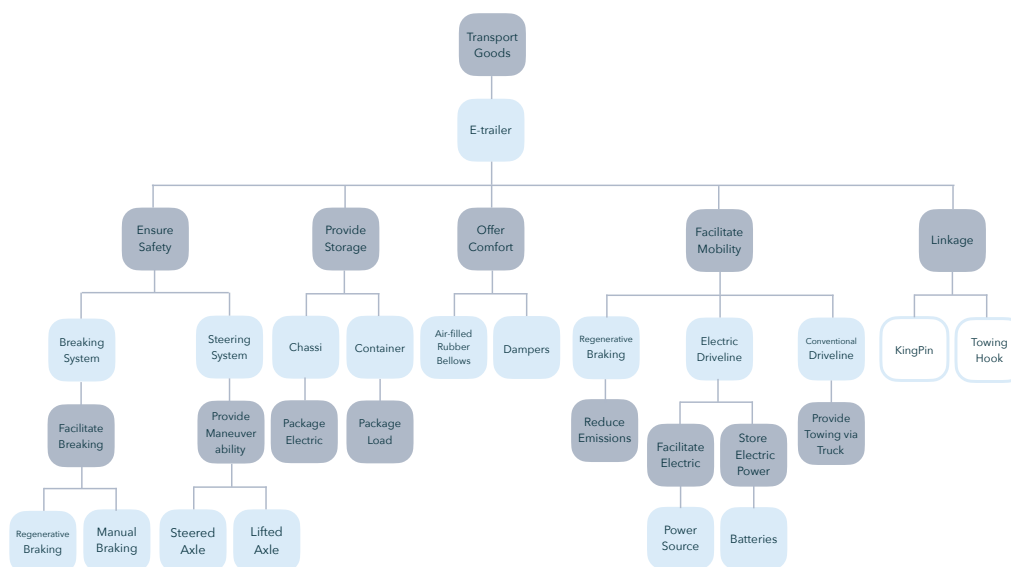 Transport
Goods
E-trailer
Ensure
Safety
Provide
Storage
Offer
Comfort
Facilitate
Mobility
Linkage
Breaking
System
Steering
System
Chassi
Container
Air-filled
Rubber
Bellows
Dampers
Regenerative
Braking
Electric
Driveline
Conventional
Driveline
KingPin
Towing
Hook
Facilitate
Breaking
Provide
Maneuver
ability
Package
Electric
Package
Load
Reduce
Emissions
Facilitate
Electric
Store
Electric
Power
Provide
Towing via
Truck
Regenerative
Braking
Manual
Braking
Steered
Axle
Lifted
Axle
Power
Source
Batteries